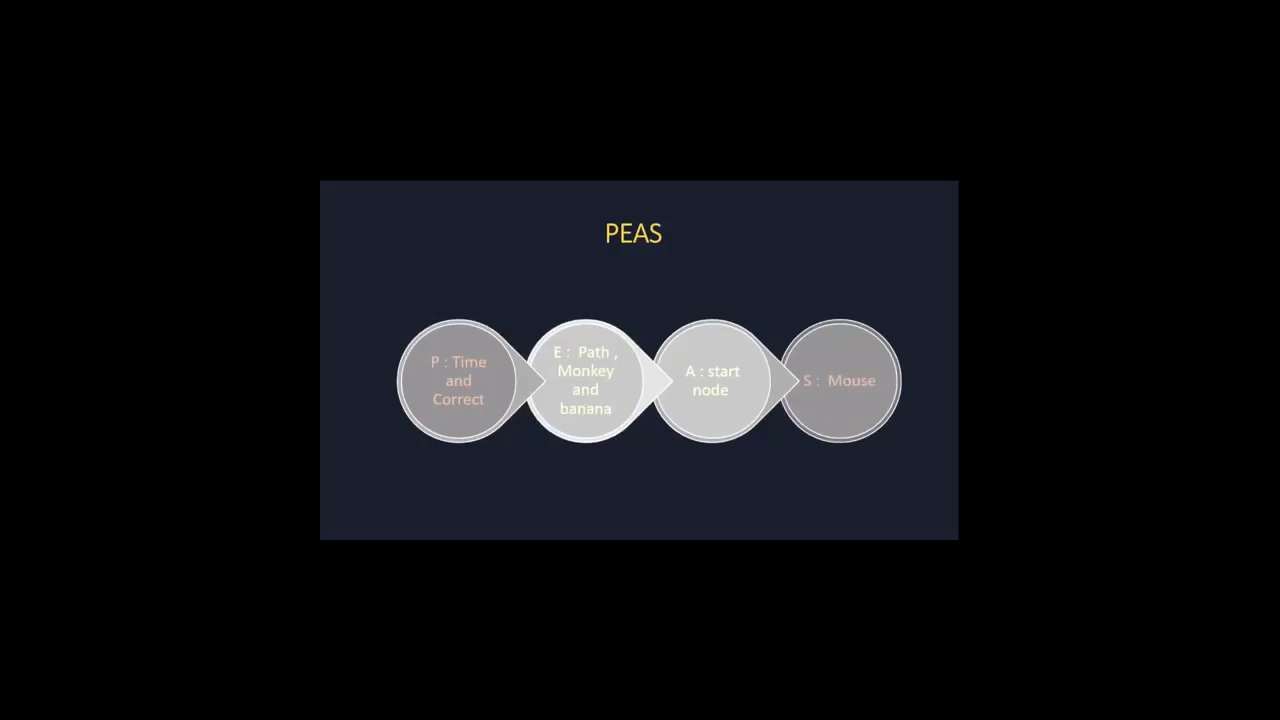 PEAS
P : Time
and
Correct
E :  Path ,
Monkey
and
banana
A : start
node
S :  Mouse